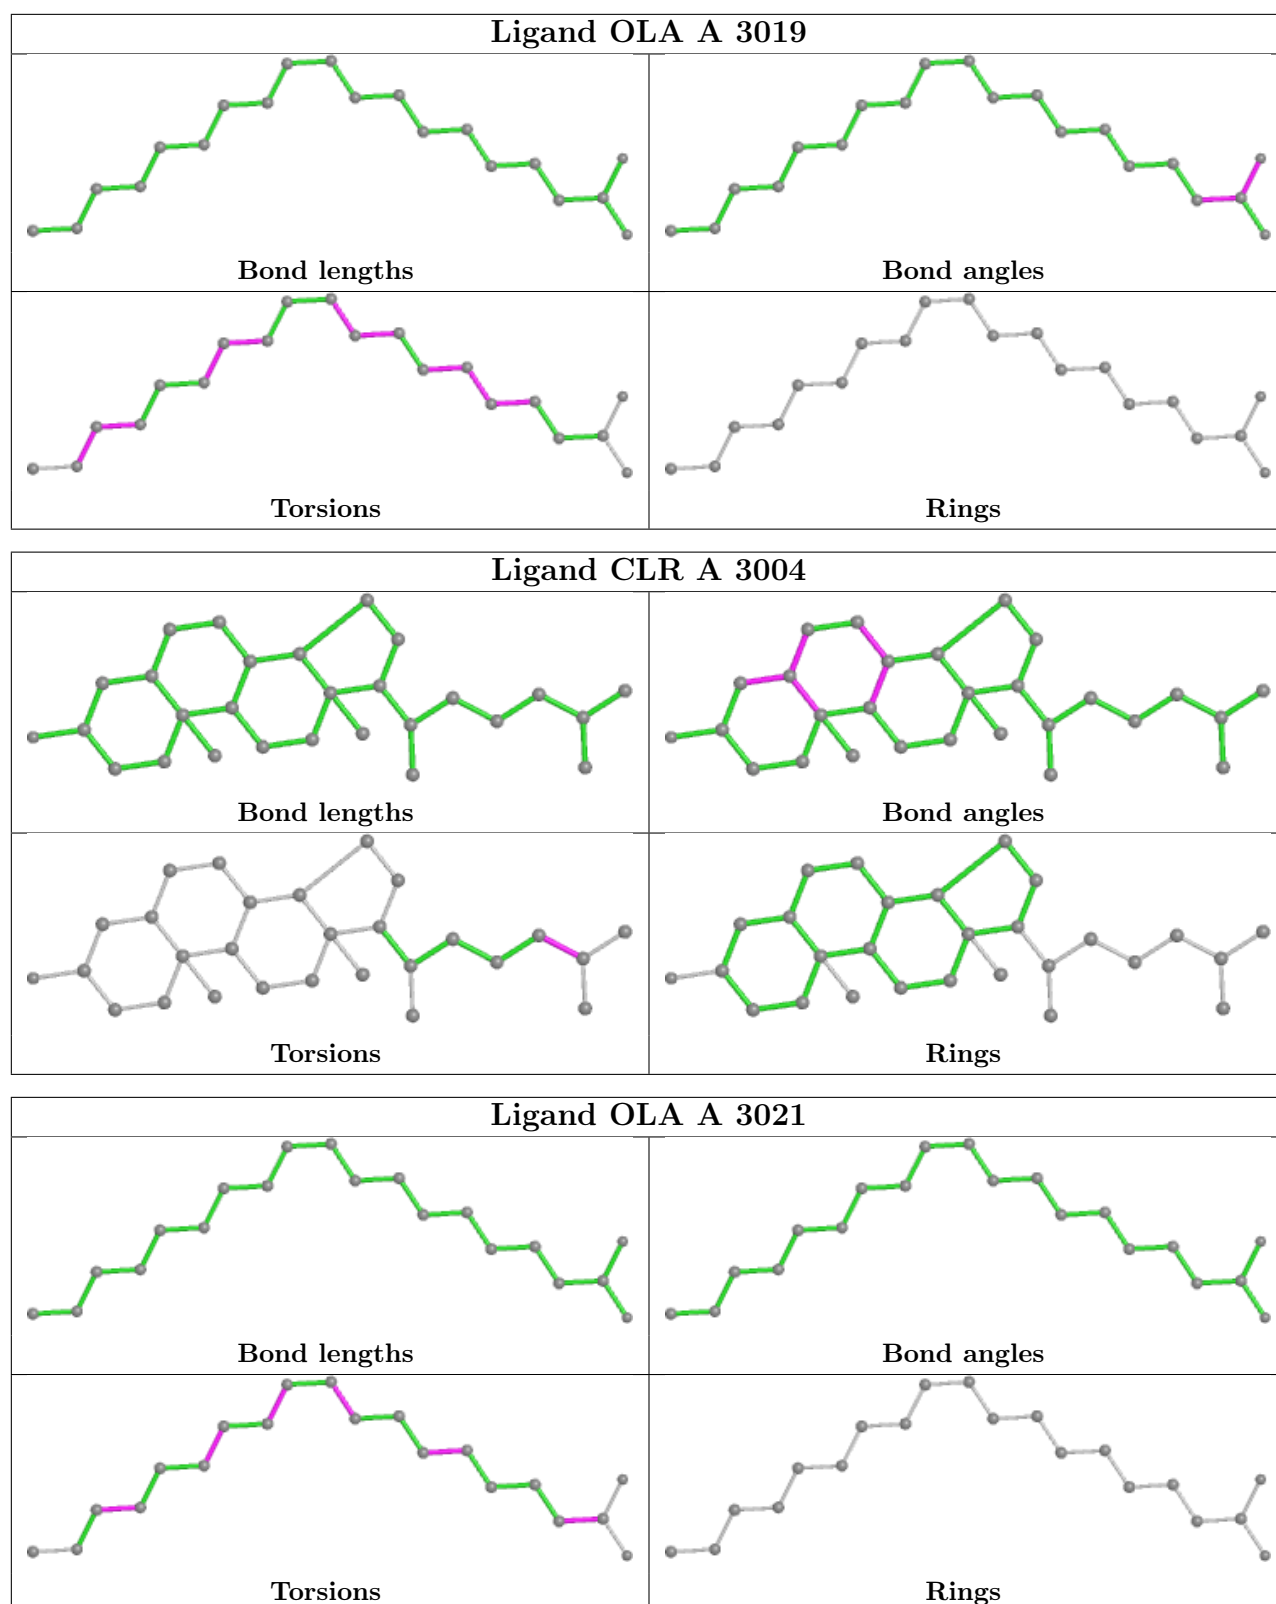 Ligand OLA A 3019
Bond lengths
Bond angles
Torsions
Rings
Ligand CLR A 3004
Bond lengths
Bond angles
Torsions
Rings
Ligand OLA A 3021
Bond lengths
Bond angles
Torsions
Rings